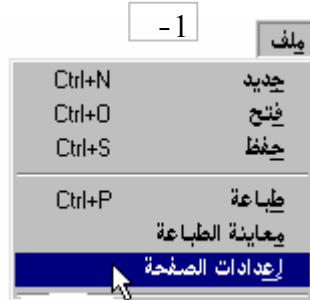 -1
ملف
جديد Ctrl+N
فتح Ctrl+O
حفظ Ctrl+S
طباعة Ctrl+P
معاينة الطباعة
إعدادات الصفحة